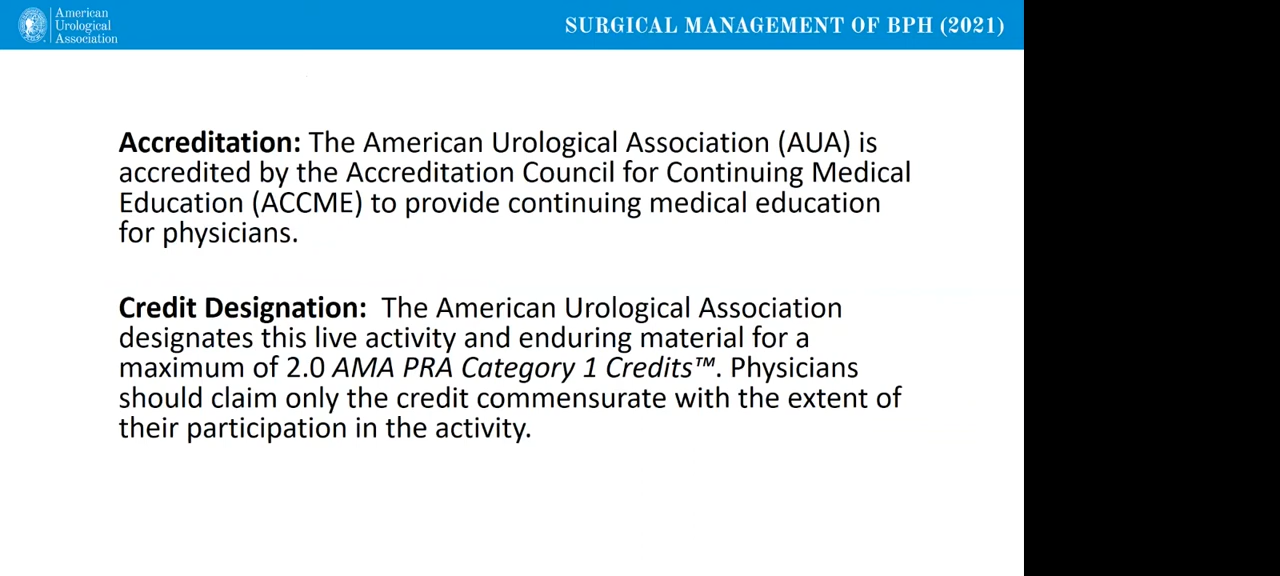 American
Urological
Association
SURGICAL MANAGEMENT OF BPH (2021)
Accreditation: The American Urological Association (AUA) is
accredited by the Accreditation Council for Continuing Medical
Education (ACCME) to provide continuing medical education
for physicians.
Credit Designation: The American Urological Association
designates this live activity and enduring material for a
maximum of 2.0 AMA PRA Category 1 Credits™. Physicians
should claim only the credit commensurate with the extent of
their participation in the activity.